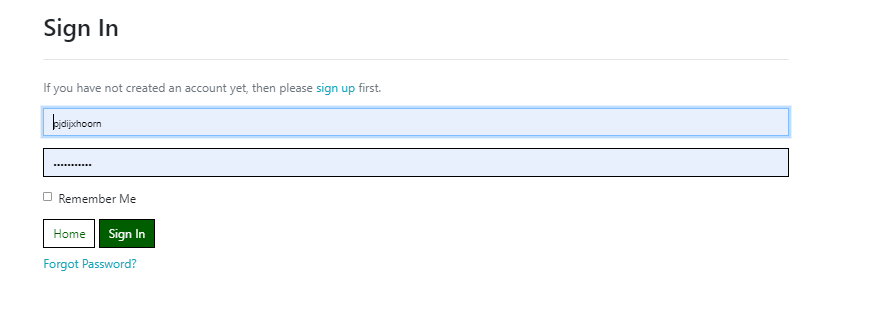 Sign In
If you have not created an account yet, then please sign up first.
pjdijxhoorn
•••••••••••
Remember Me
Home Sign In
Forgot Password?